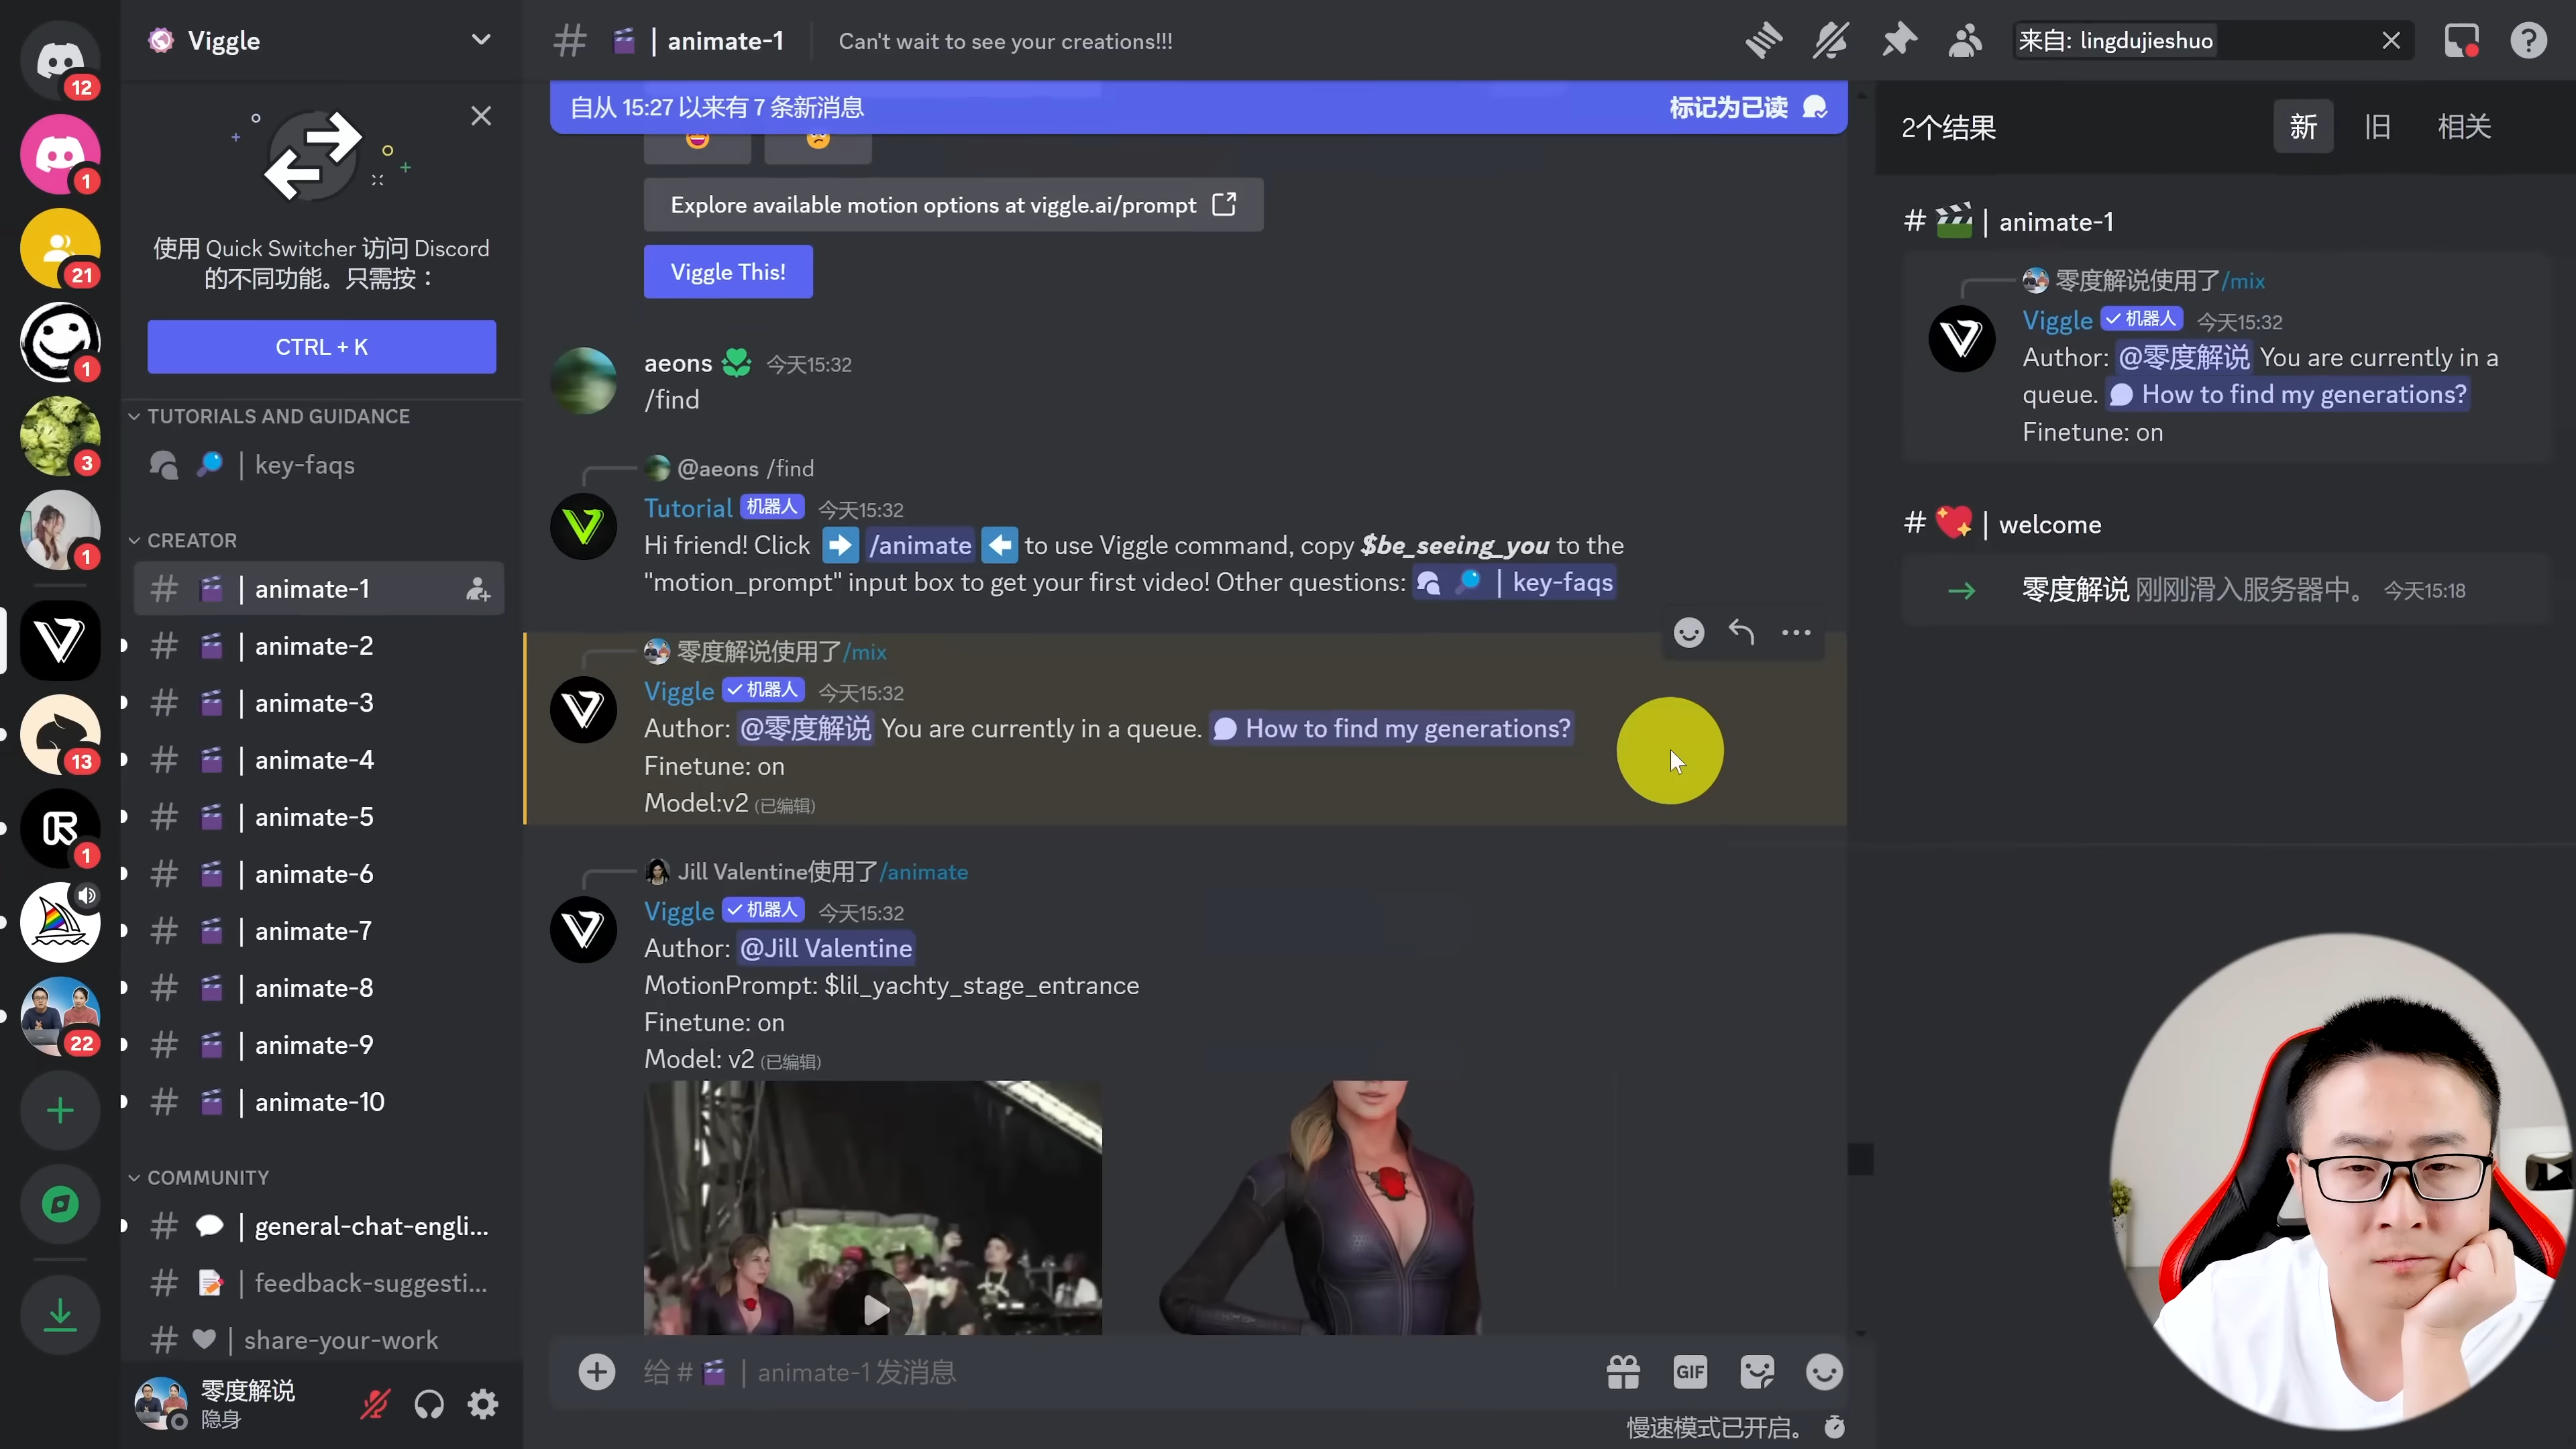 12
1
21
1
3
1
13
1
22
Viggle
使用 Quick Switcher 访问 Discord
的不同功能。只需按：
CTRL + K
TUTORIALS AND GUIDANCE
| key-faqs
CREATOR
# | animate-1
# | animate-2
# | animate-3
# | animate-4
# | animate-5
# | animate-6
# | animate-7
# | animate-8
# | animate-9
# | animate-10
COMMUNITY
# | general-chat-engli...
# | feedback-suggesti...
# | share-your-work
零度解说
隐身
# | animate-1
Can't wait to see your creations!!!
自从 15:27 以来有 7 条新消息
标记为已读
Explore available motion options at viggle.ai/prompt
Viggle This!
aeons 今天15:32
/find
@aeons /find
Tutorial 机器人 今天15:32
Hi friend! Click /animate to use Viggle command, copy $be_seeing_you to the
"motion_prompt" input box to get your first video! Other questions: | key-faqs
零度解说使用了/mix
Viggle 机器人 今天15:32
Author: @零度解说 You are currently in a queue. How to find my generations?
Finetune: on
Model:v2 (已编辑)
Jill Valentine使用了/animate
Viggle 机器人 今天15:32
Author: @Jill Valentine
MotionPrompt: $lil_yachty_stage_entrance
Finetune: on
Model: v2 (已编辑)
给 # | animate-1 发消息
GIF
慢速模式已开启。
来自: lingdujieshuo
2个结果
新 旧 相关
# | animate-1
零度解说使用了/mix
Viggle 机器人 今天15:32
Author: @零度解说 You are currently in a
queue. How to find my generations?
Finetune: on
# | welcome
零度解说 刚刚滑入服务器中。 今天15:18